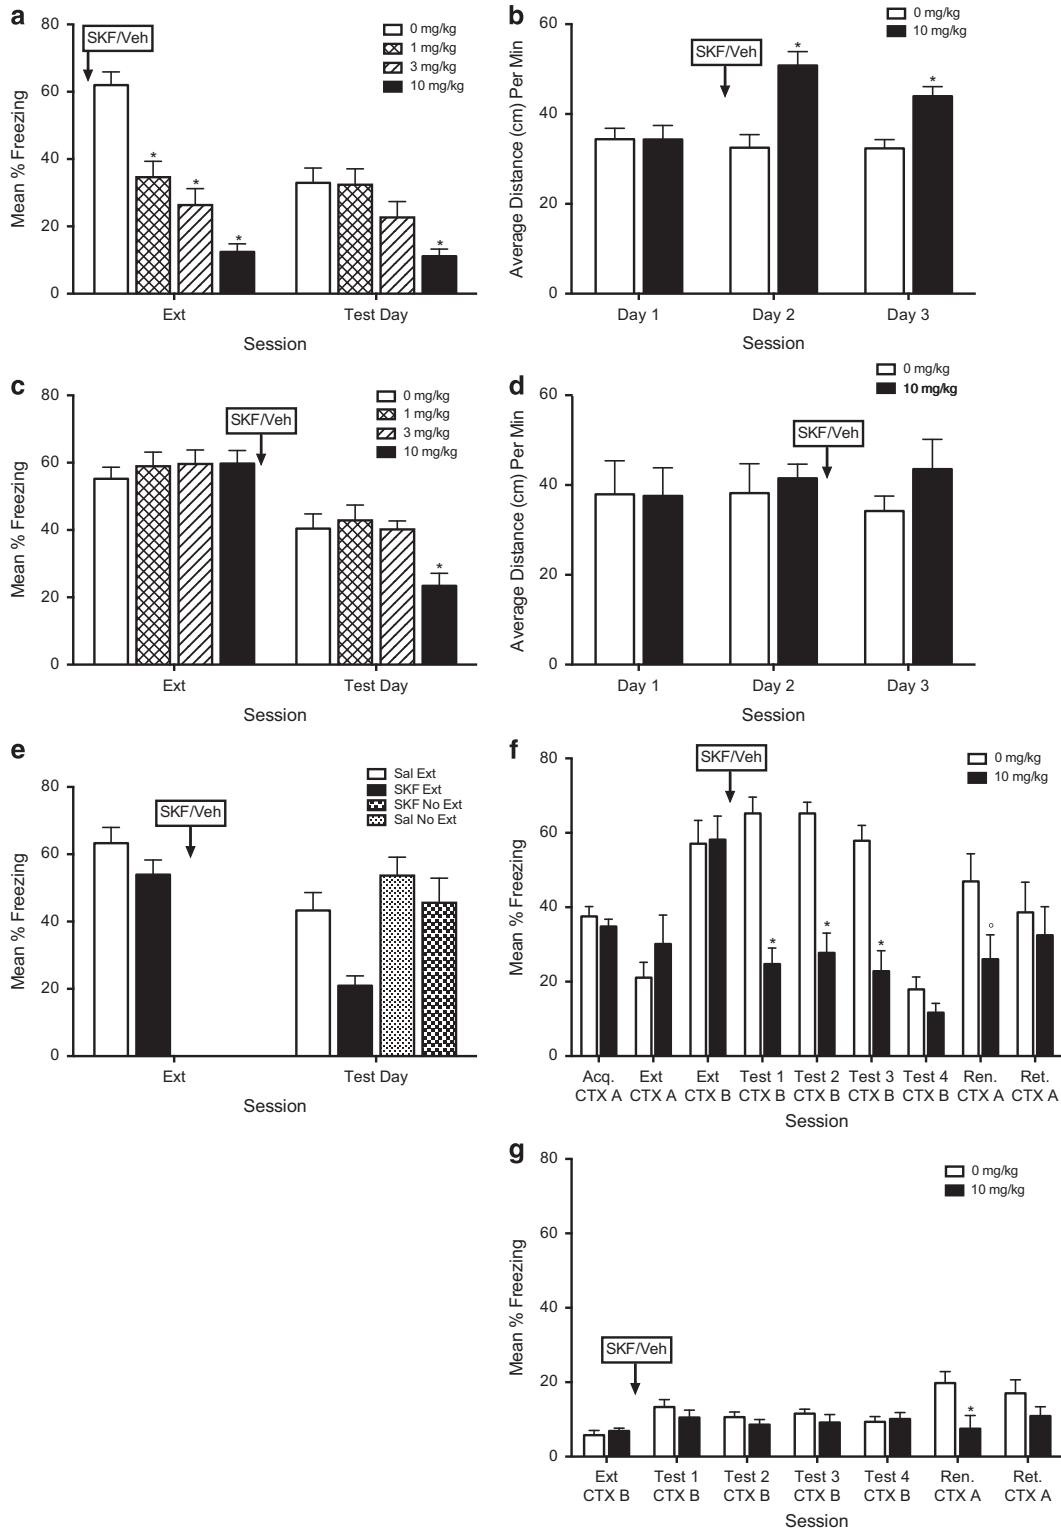 a
80
60
40
20
0
Mean % Freezing
SKF/Veh
0 mg/kg
1 mg/kg
3 mg/kg
10 mg/kg
*
*
*
*
Ext
Test Day
Session
b
60
40
20
0
Average Distance (cm) Per Min
SKF/Veh
0 mg/kg
10 mg/kg
*
*
Day 1
Day 2
Day 3
Session
c
80
60
40
20
0
Mean % Freezing
SKF/Veh
0 mg/kg
1 mg/kg
3 mg/kg
10 mg/kg
*
Ext
Test Day
Session
d
60
40
20
0
Average Distance (cm) Per Min
SKF/Veh
0 mg/kg
10 mg/kg
Day 1
Day 2
Day 3
Session
e
80
60
40
20
0
Mean % Freezing
SKF/Veh
Sal Ext
SKF Ext
SKF No Ext
Sal No Ext
Ext
Test Day
Session
f
80
60
40
20
0
Mean % Freezing
SKF/Veh
0 mg/kg
10 mg/kg
*
*
*
°
Acq. CTX A
Ext CTX A
Ext CTX B
Test 1 CTX B
Test 2 CTX B
Test 3 CTX B
Test 4 CTX B
Ren. CTX A
Ret. CTX A
Session
g
80
60
40
20
0
Mean % Freezing
SKF/Veh
0 mg/kg
10 mg/kg
*
Ext CTX B
Test 1 CTX B
Test 2 CTX B
Test 3 CTX B
Test 4 CTX B
Ren. CTX A
Ret. CTX A
Session